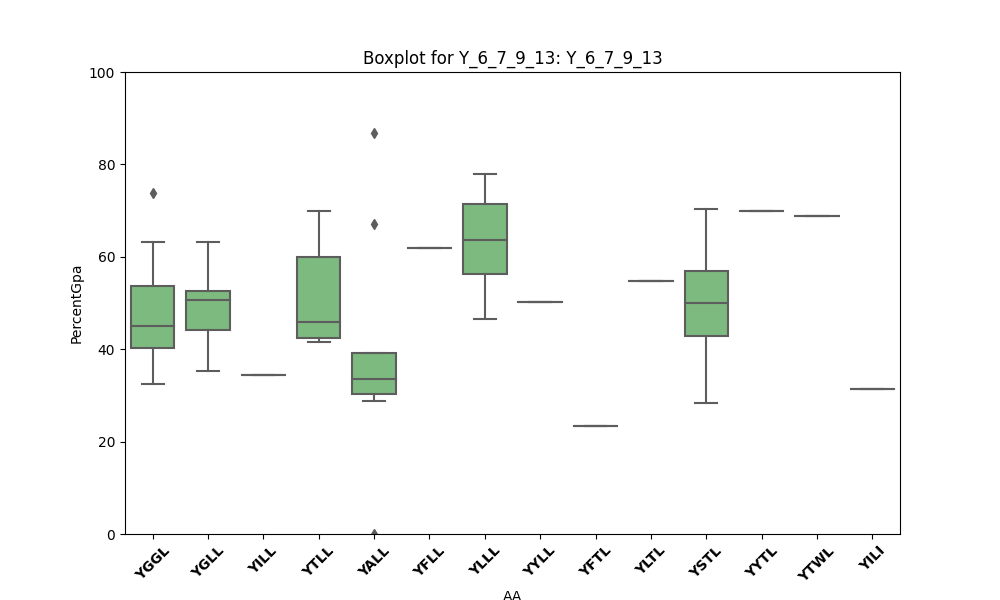 Boxplot for Y_6_7_9_13: Y_6_7_9_13
100
80
60
40
20
0
PercentGpa
YGGL YGLL YILL YTLL YALL YFLL YLLL YYLL YFTL YLTL YSTL YYTL YTWL YILI
AA